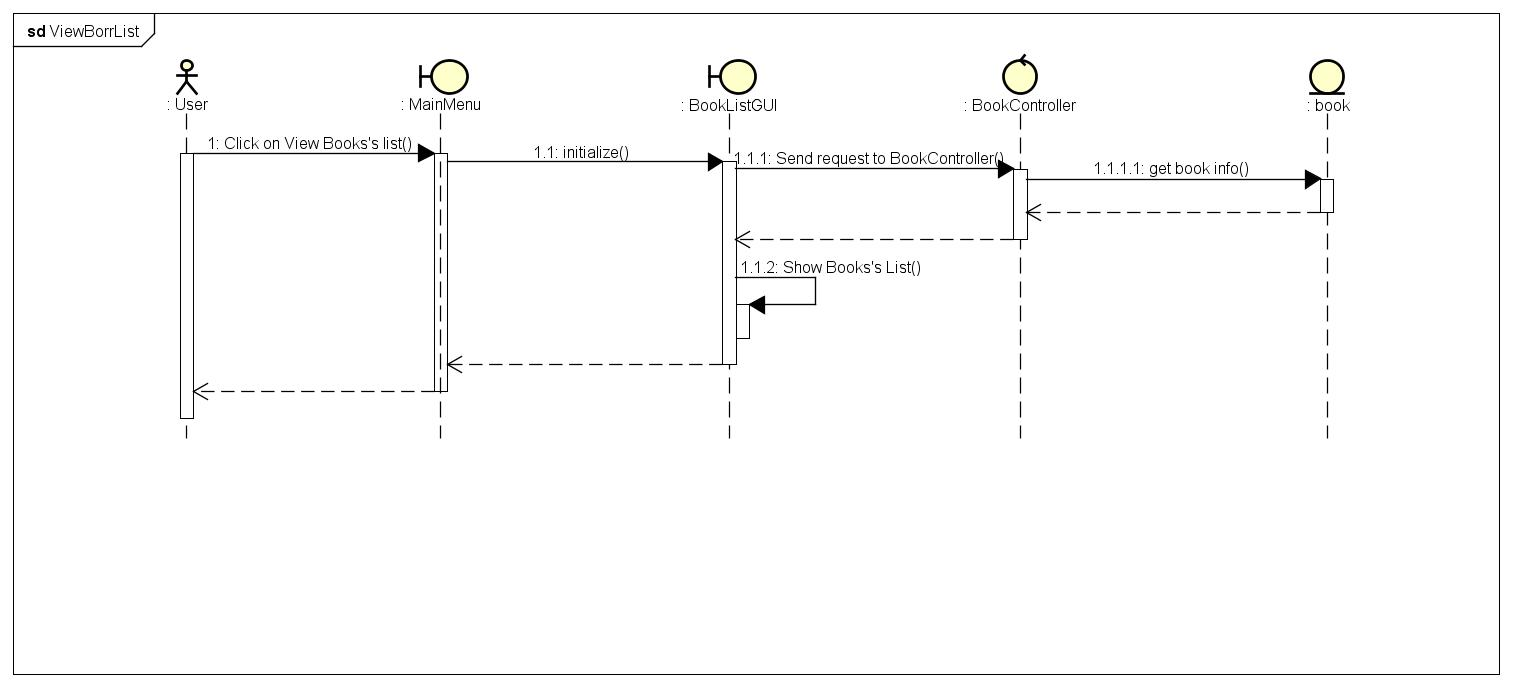 sd ViewBorrList
: User
: MainMenu
: BookListGUI
: BookController
: book
1: Click on View Books's list()
1.1: initialize()
1.1.1: Send request to BookController()
1.1.1.1: get book info()
1.1.2: Show Books's List()